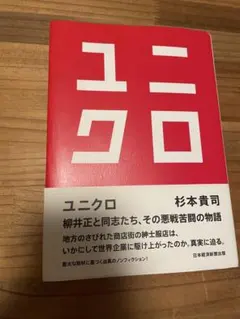 ユニ
クロ
ユニクロ 杉本貴司
柳井正と同志たち、その悪戦苦闘の物語
地方のさびれた商店街の紳士服店は、
いかにして世界企業に駆け上がったのか。真実に迫る。
日本経済新聞出版